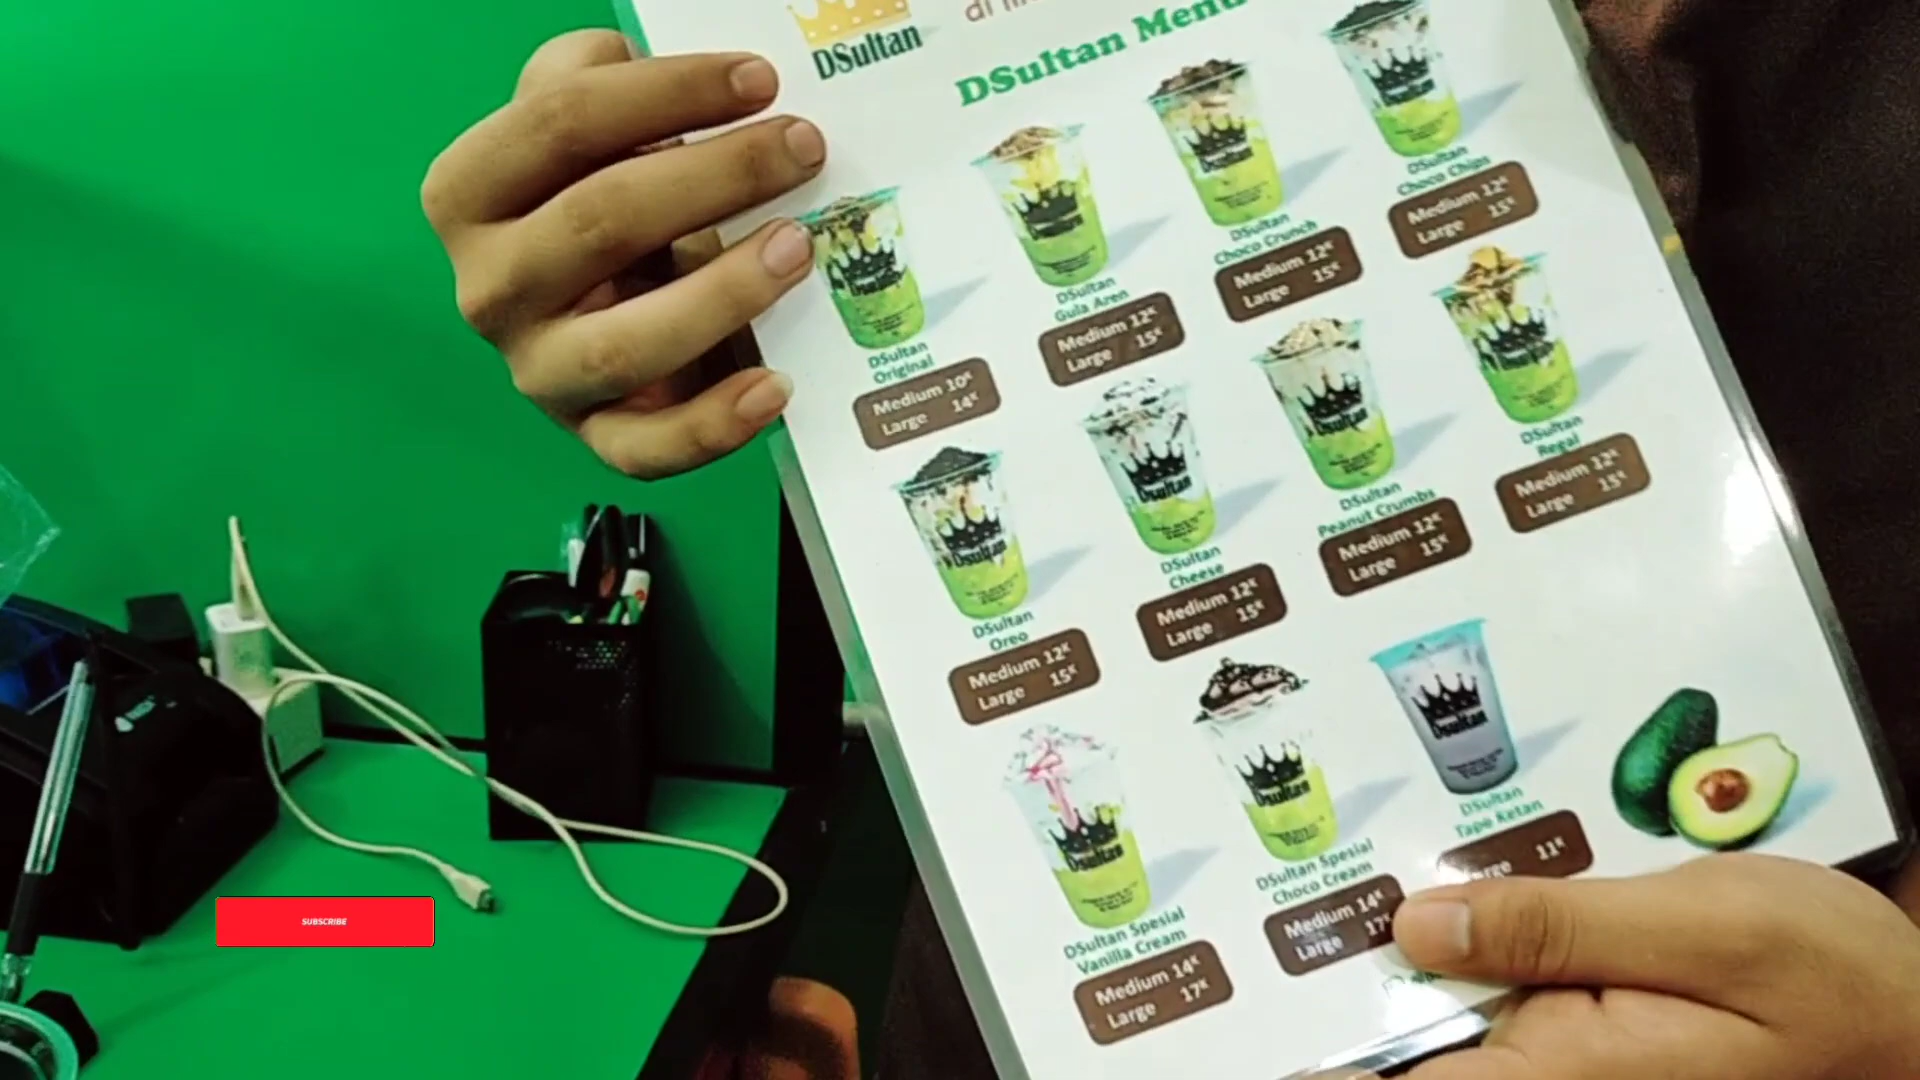 DSultan
DSultan Menu
DSultan
Original
Medium 10K
Large 14K
DSultan
Gula Aren
Medium 12K
Large 15K
DSultan
Choco Crunch
Medium 12K
Large 15K
DSultan
Choco Chips
Medium 12K
Large 15K
DSultan
Oreo
Medium 12K
Large 15K
DSultan
Cheese
Medium 12K
Large 15K
DSultan
Peanut Crumbs
Medium 12K
Large 15K
DSultan
Regal
Medium 12K
Large 15K
DSultan Spesial
Vanilla Cream
Medium 14K
Large 17K
DSultan Spesial
Choco Cream
Medium 14K
Large 17K
DSultan
Tape Ketan
Large 11K
SUBSCRIBE